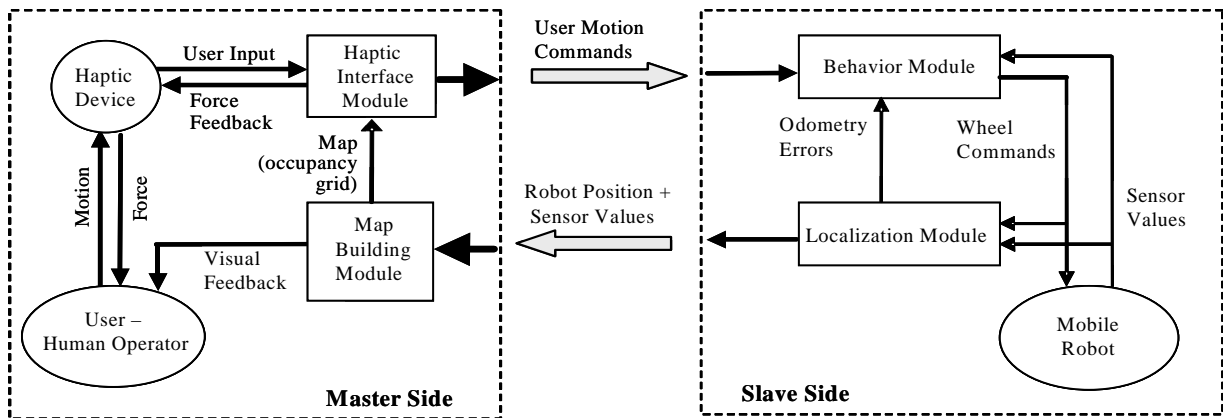 User Input
Haptic
Device
Force
Feedback
Haptic
Interface
Module
Map
(occupancy
grid)
Motion
Force
Visual
Feedback
Map
Building
Module
User –
Human Operator
Master Side
User Motion
Commands
Robot Position +
Sensor Values
Behavior Module
Odometry
Errors
Wheel
Commands
Sensor
Values
Localization Module
Mobile
Robot
Slave Side